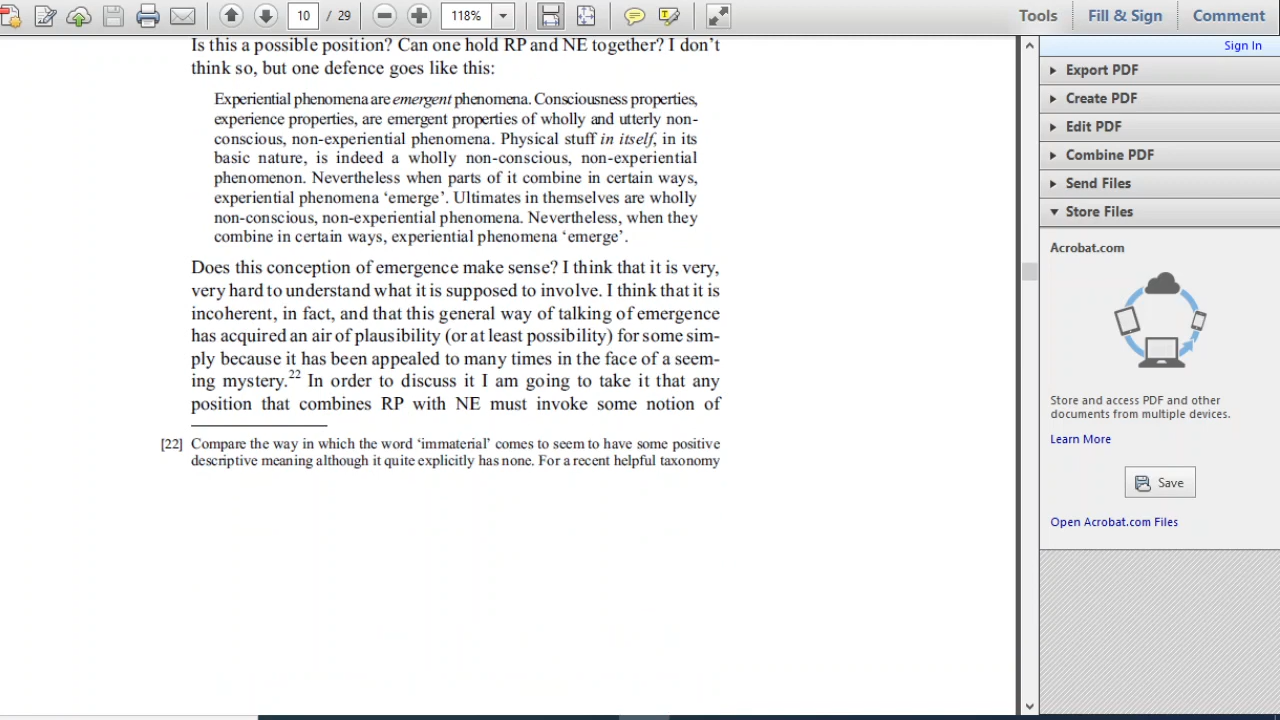 10 / 29
118%
Tools
Fill & Sign
Comment
Is this a possible position? Can one hold RP and NE together? I don't
think so, but one defence goes like this:
Experiential phenomena are emergent phenomena. Consciousness properties,
experience properties, are emergent properties of wholly and utterly non-
conscious, non-experiential phenomena. Physical stuff in itself, in its
basic nature, is indeed a wholly non-conscious, non-experiential
phenomenon. Nevertheless when parts of it combine in certain ways,
experiential phenomena ‘emerge’. Ultimates in themselves are wholly
non-conscious, non-experiential phenomena. Nevertheless, when they
combine in certain ways, experiential phenomena ‘emerge’.
Does this conception of emergence make sense? I think that it is very,
very hard to understand what it is supposed to involve. I think that it is
incoherent, in fact, and that this general way of talking of emergence
has acquired an air of plausibility (or at least possibility) for some sim-
ply because it has been appealed to many times in the face of a seem-
ing mystery.22 In order to discuss it I am going to take it that any
position that combines RP with NE must invoke some notion of
[22] Compare the way in which the word ‘immaterial’ comes to seem to have some positive
descriptive meaning although it quite explicitly has none. For a recent helpful taxonomy
Sign In
Export PDF
Create PDF
Edit PDF
Combine PDF
Send Files
Store Files
Acrobat.com
Store and access PDF and other
documents from multiple devices.
Learn More
Save
Open Acrobat.com Files